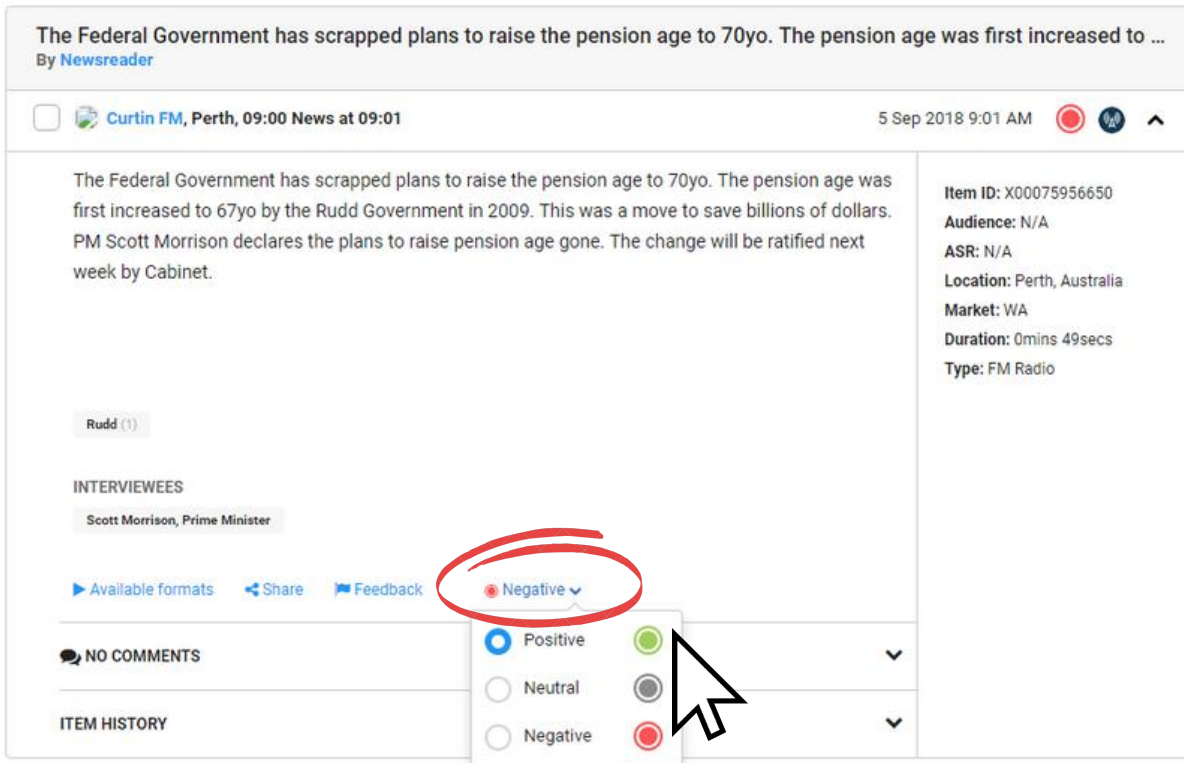 The Federal Government has scrapped plans to raise the pension age to 70yo. The pension age was first increased to ...
By Newsreader
Curtin FM, Perth, 09:00 News at 09:01
5 Sep 2018 9:01 AM
The Federal Government has scrapped plans to raise the pension age to 70yo. The pension age was
first increased to 67yo by the Rudd Government in 2009. This was a move to save billions of dollars.
PM Scott Morrison declares the plans to raise pension age gone. The change will be ratified next
week by Cabinet.
Item ID: X00075956650
Audience: N/A
ASR: N/A
Location: Perth, Australia
Market: WA
Duration: 0mins 49secs
Type: FM Radio
Rudd (1)
INTERVIEWEES
Scott Morrison, Prime Minister
Available formats
Share
Feedback
Negative
Positive
Neutral
Negative
NO COMMENTS
ITEM HISTORY